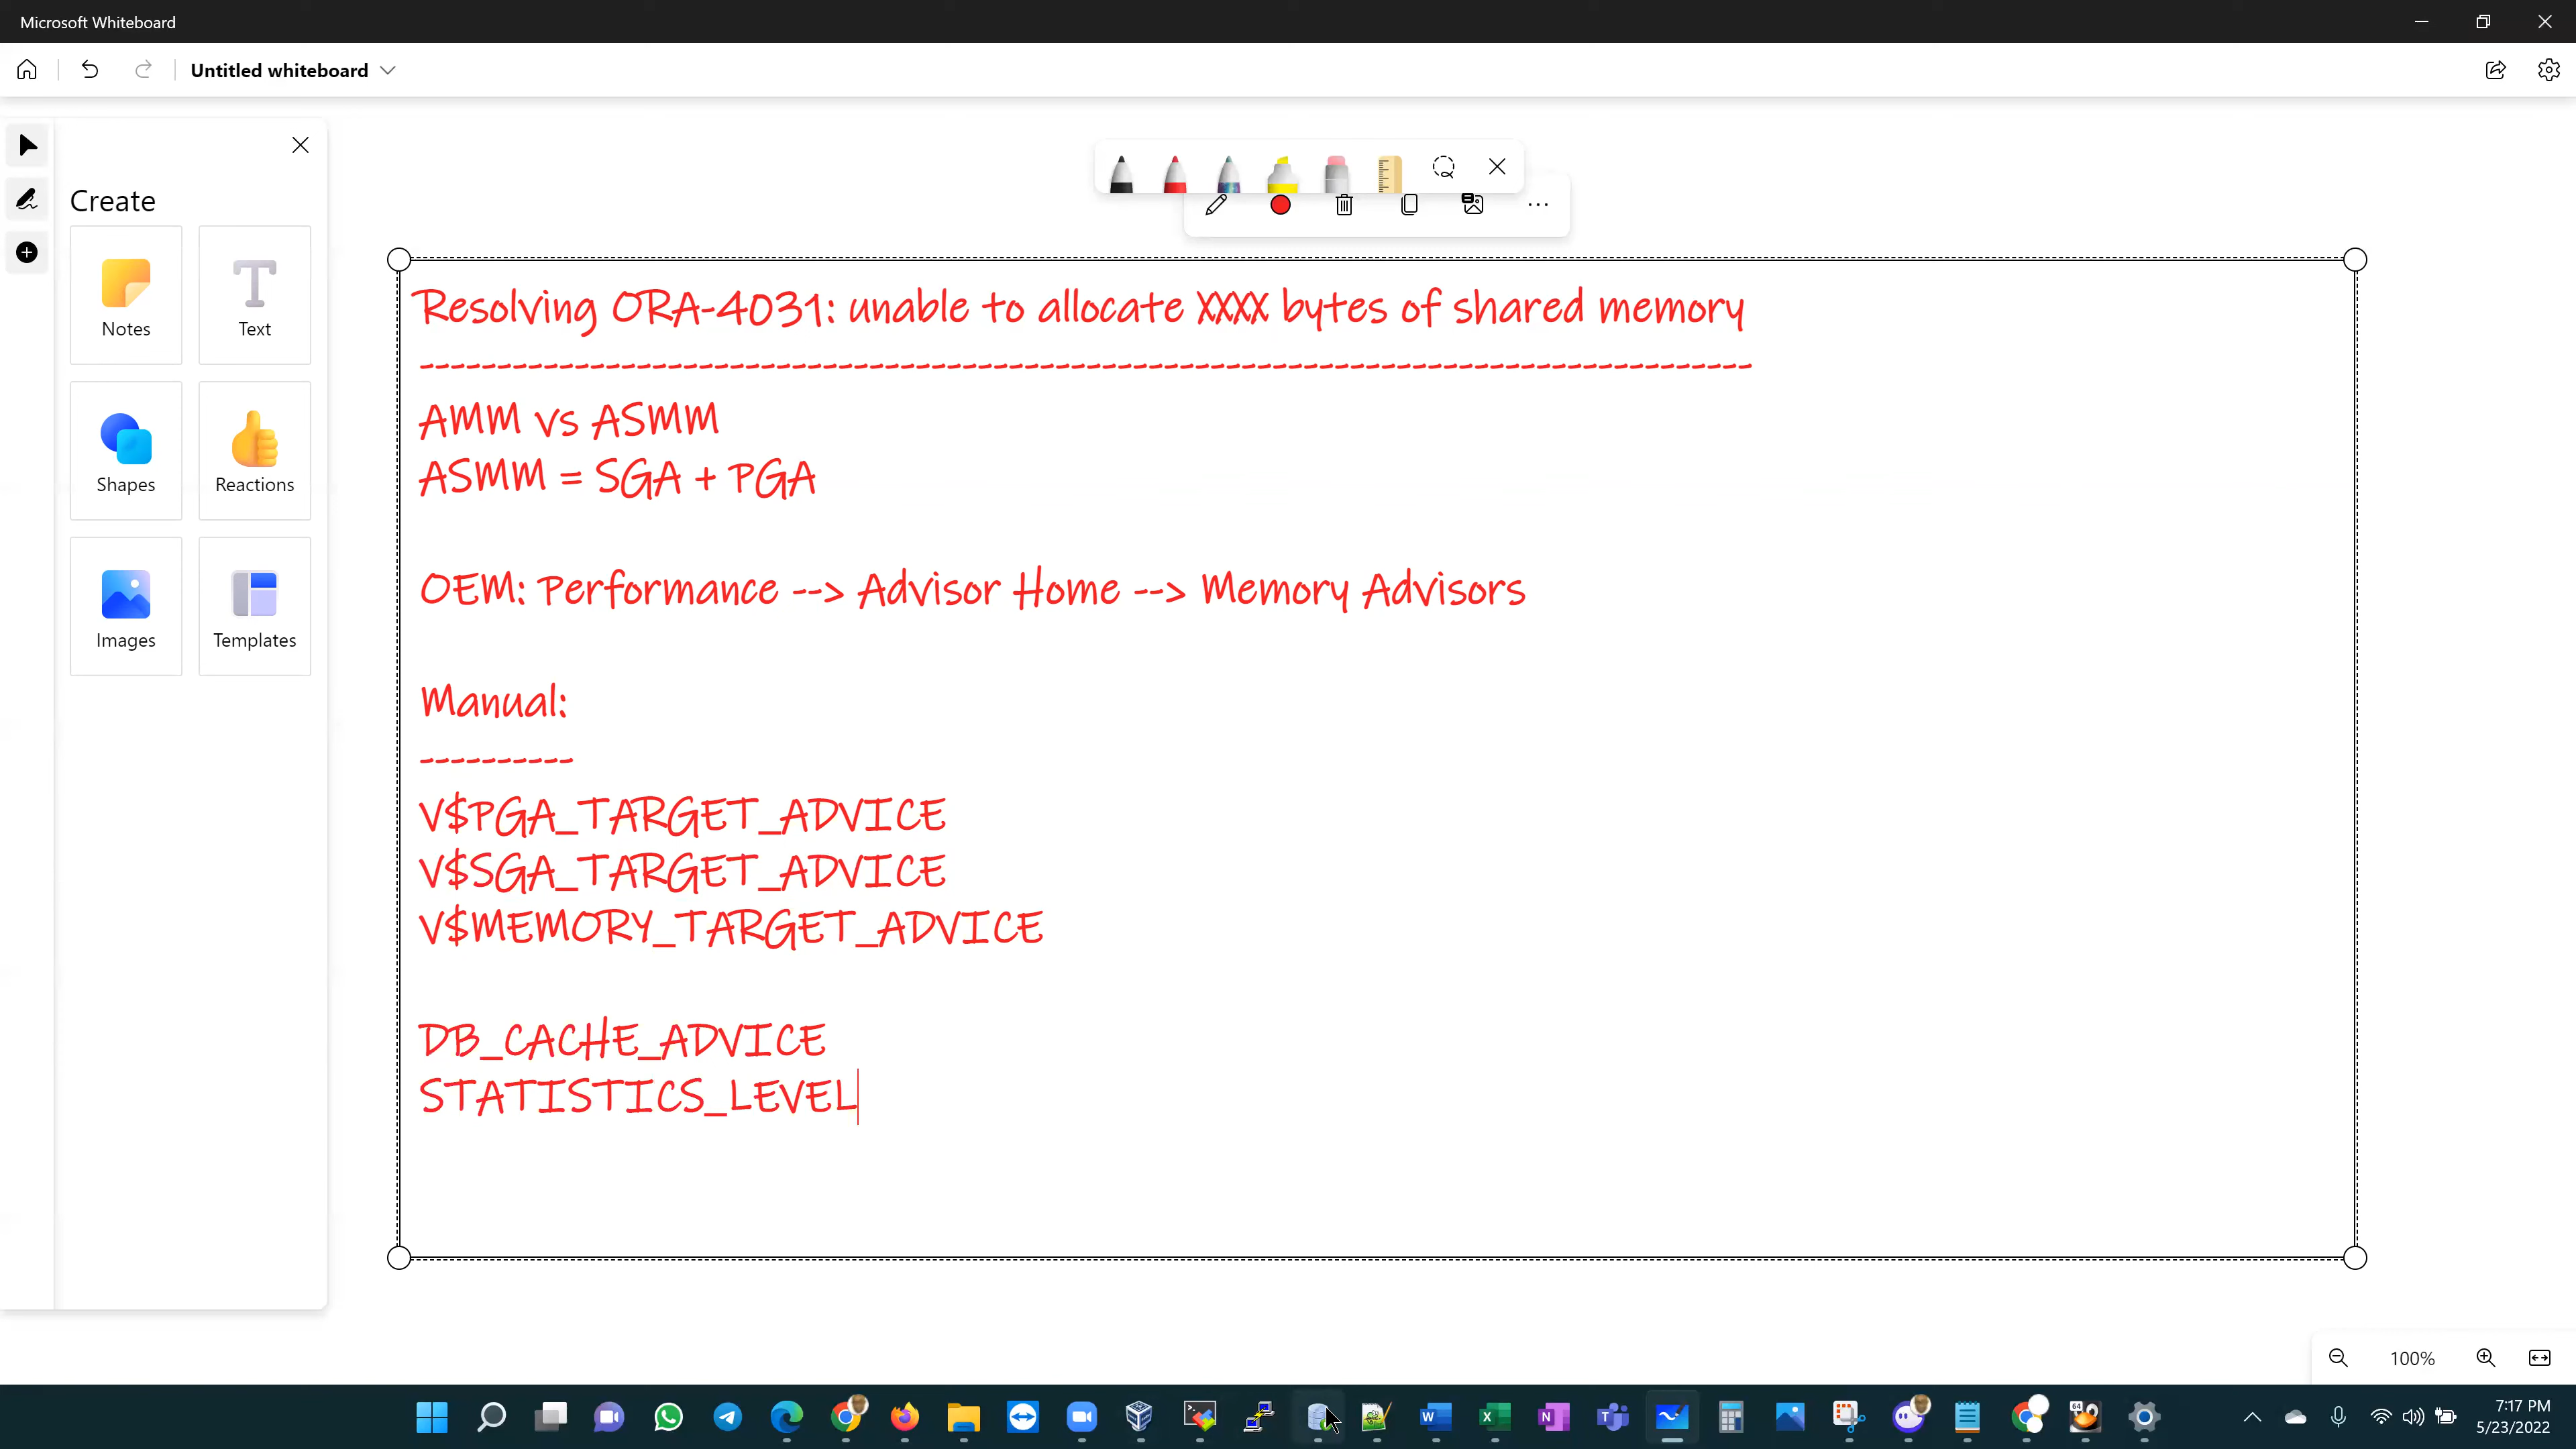 Microsoft Whiteboard
Untitled whiteboard
Create
Notes
Text
Shapes
Reactions
Images
Templates
Resolving ORA-4031: unable to allocate XXXX bytes of shared memory
--------------------------------------------------------------------------------------
AMM vs ASMM
ASMM = SGA + PGA
OEM: Performance --> Advisor Home --> Memory Advisors
Manual:
----------
V$PGA_TARGET_ADVICE
V$SGA_TARGET_ADVICE
V$MEMORY_TARGET_ADVICE
DB_CACHE_ADVICE
STATISTICS_LEVEL
100%
64
7:17 PM
5/23/2022